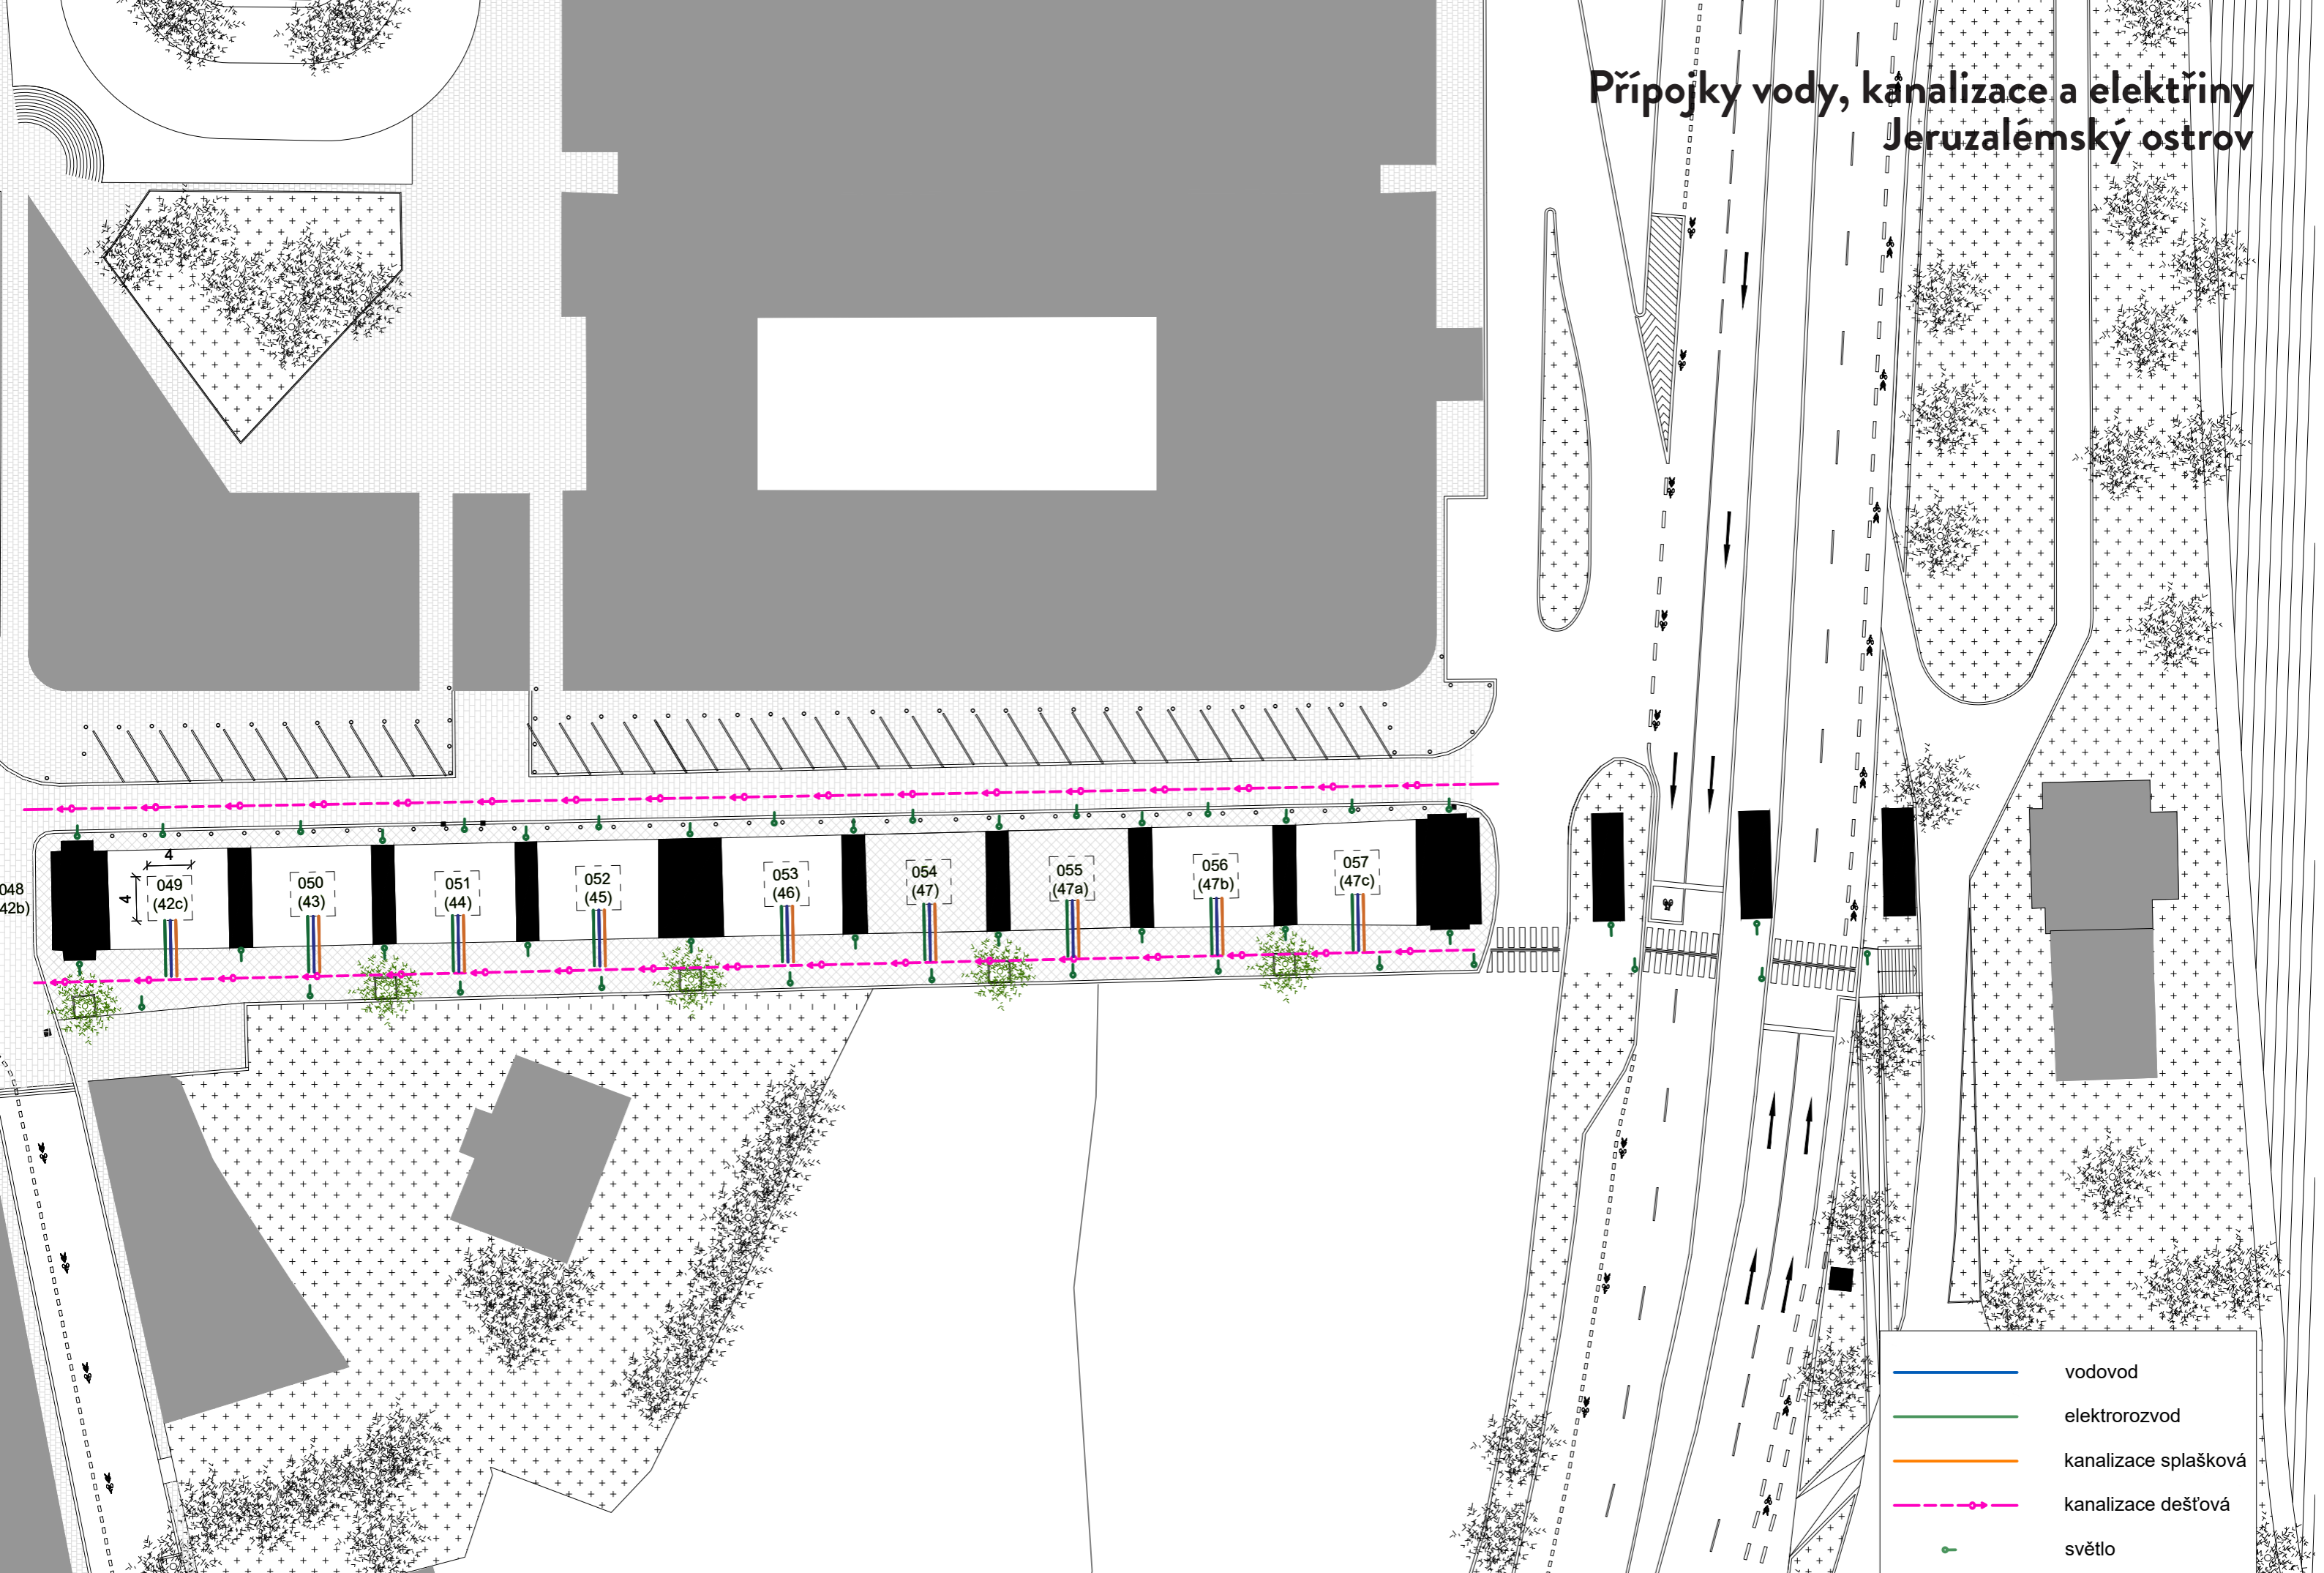 Přípojky vody, kanalizace a elektřiny
Jeruzalémský ostrov
048
42b)
4
4
049
(42c)
050
(43)
051
(44)
052
(45)
053
(46)
054
(47)
055
(47a)
056
(47b)
057
(47c)
vodovod
elektrorozvod
kanalizace splašková
kanalizace dešťová
světlo